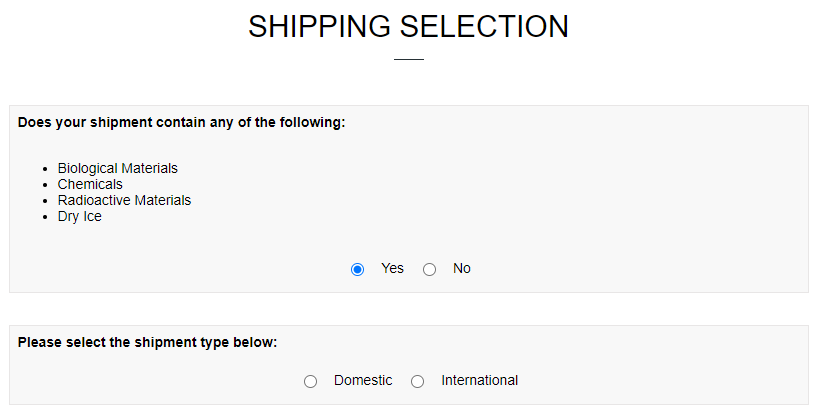 SHIPPING SELECTION
Does your shipment contain any of the following:
• Biological Materials
• Chemicals
• Radioactive Materials
• Dry Ice
Yes No
Please select the shipment type below:
Domestic International